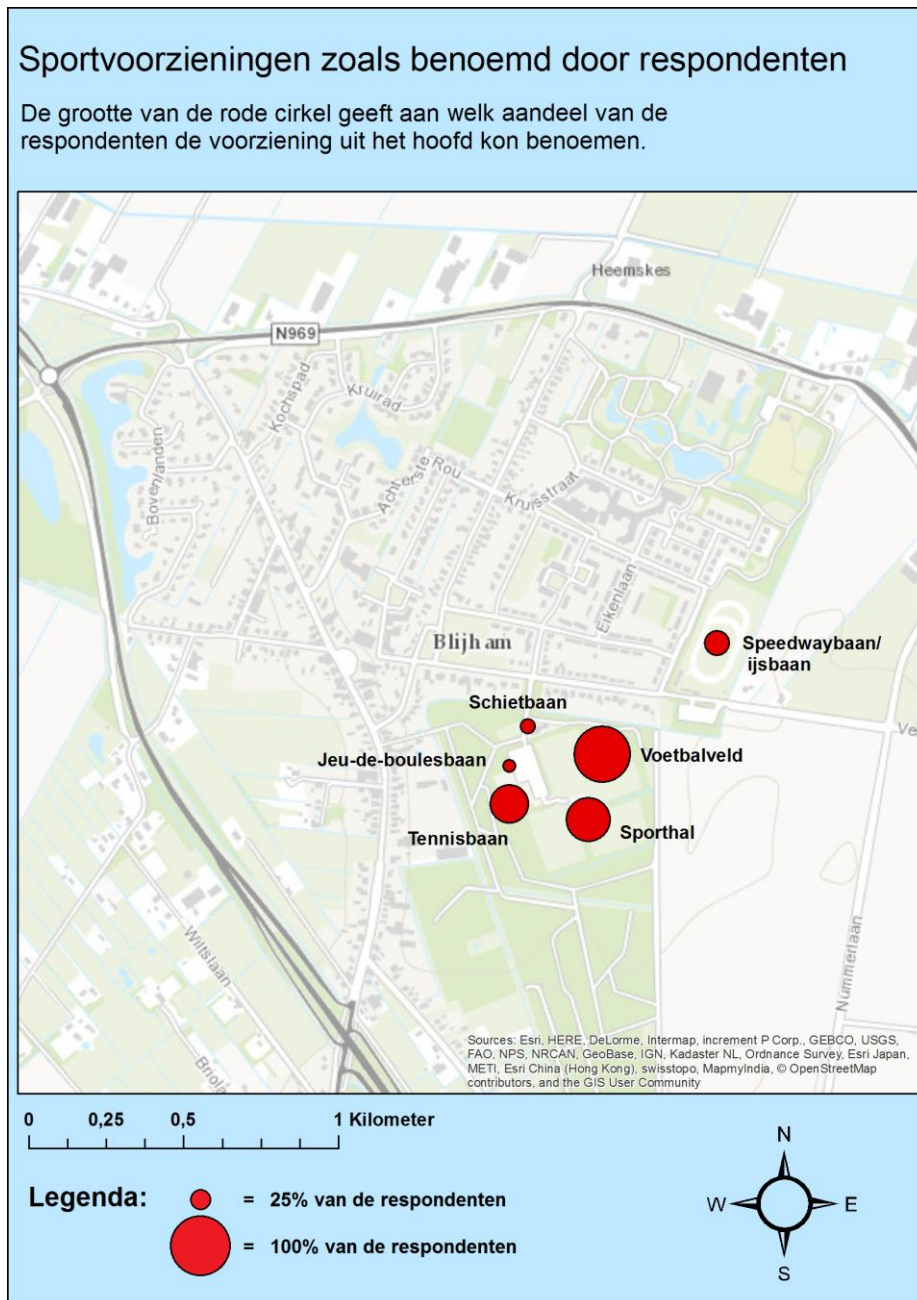 Sportvoorzieningen zoals benoemd door respondenten
De grootte van de rode cirkel geeft aan welk aandeel van de
respondenten de voorziening uit het hoofd kon benoemen.
Heemskes
N969
Kochspad
Kruirad
Bovenlanden
Achterste
Rou
Kruisstraat
Eikenlaan
Blijham
Speedwaybaan/
ijsbaan
Schietbaan
Ve
Jeu-de-boulesbaan
Voetbalveld
Tennisbaan
Sporthal
Wiltslaan
Nummerlaan
Briola
Sources: Esri, HERE, DeLorme, Intermap, increment P Corp., GEBCO, USGS,
FAO, NPS, NRCAN, GeoBase, IGN, Kadaster NL, Ordnance Survey, Esri Japan,
METI, Esri China (Hong Kong), swisstopo, MapmyIndia, © OpenStreetMap
contributors, and the GIS User Community
0 0,25 0,5 1 Kilometer
Legenda:
= 25% van de respondenten
= 100% van de respondenten
N
W E
S